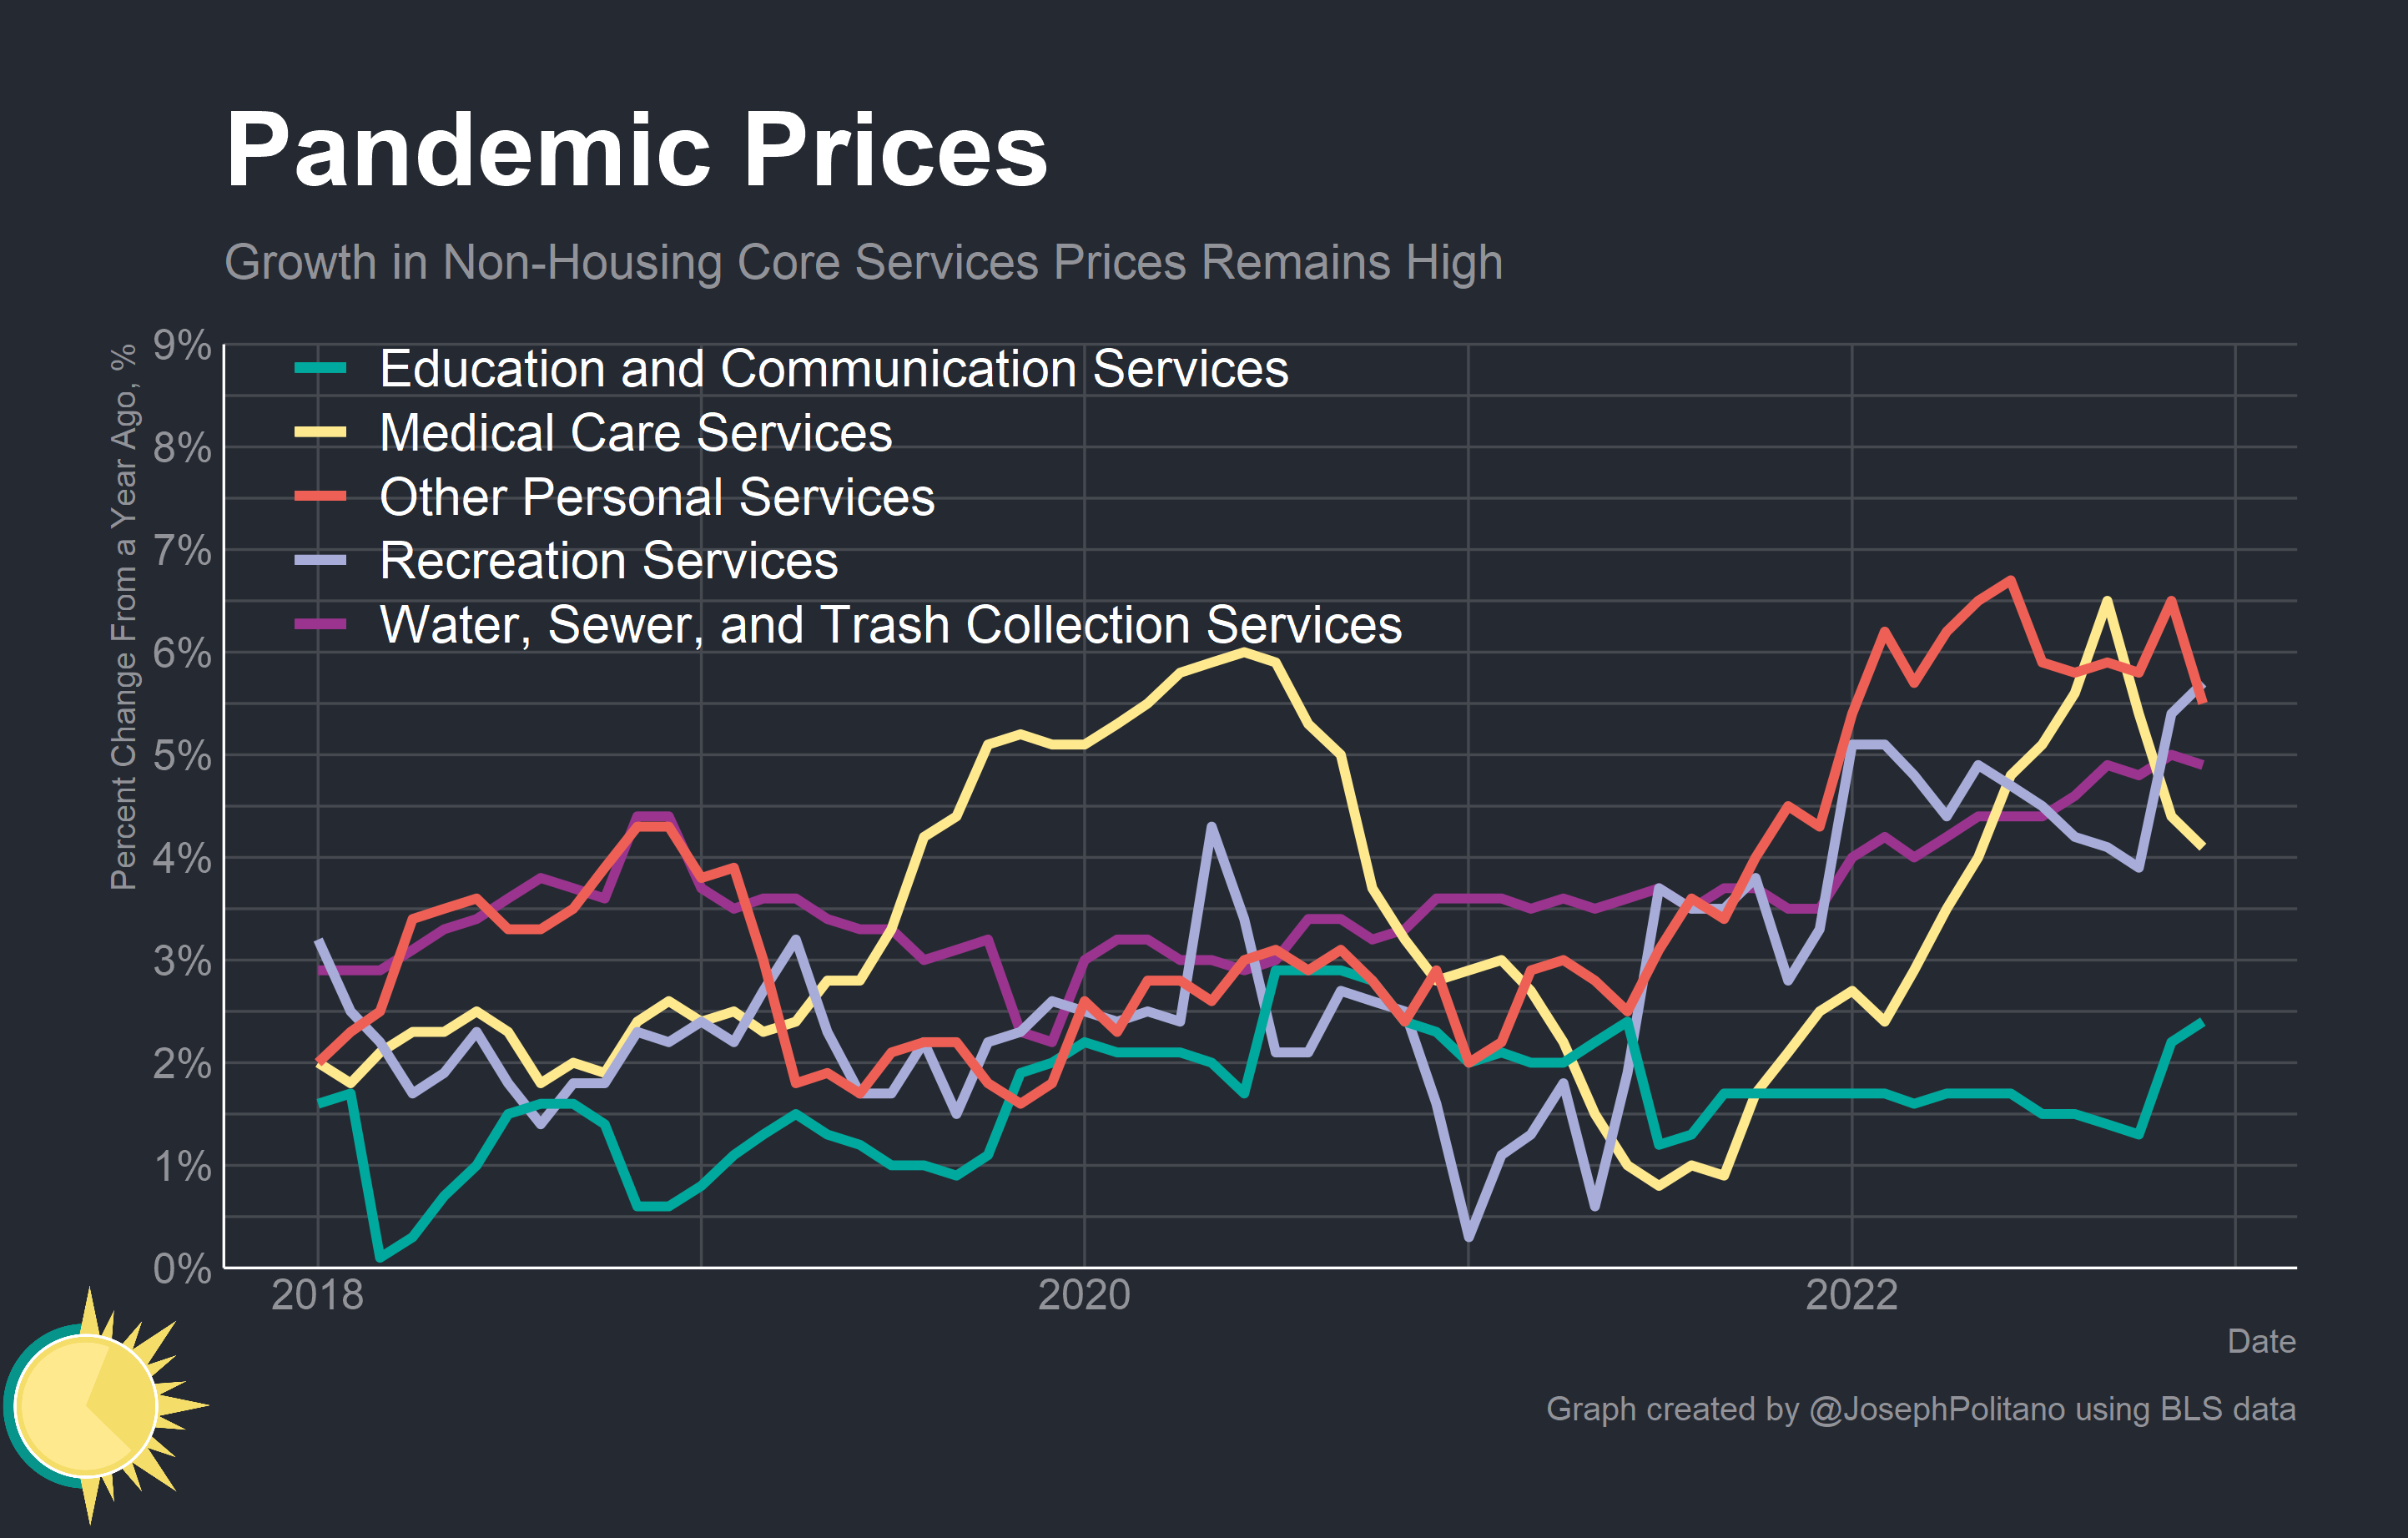 Pandemic Prices
Growth in Non-Housing Core Services Prices Remains High
Percent Change From a Year Ago, %
9%
8%
7%
6%
5%
4%
3%
2%
1%
0%
Education and Communication Services
Medical Care Services
Other Personal Services
Recreation Services
Water, Sewer, and Trash Collection Services
2018
2020
2022
Date
Graph created by @JosephPolitano using BLS data